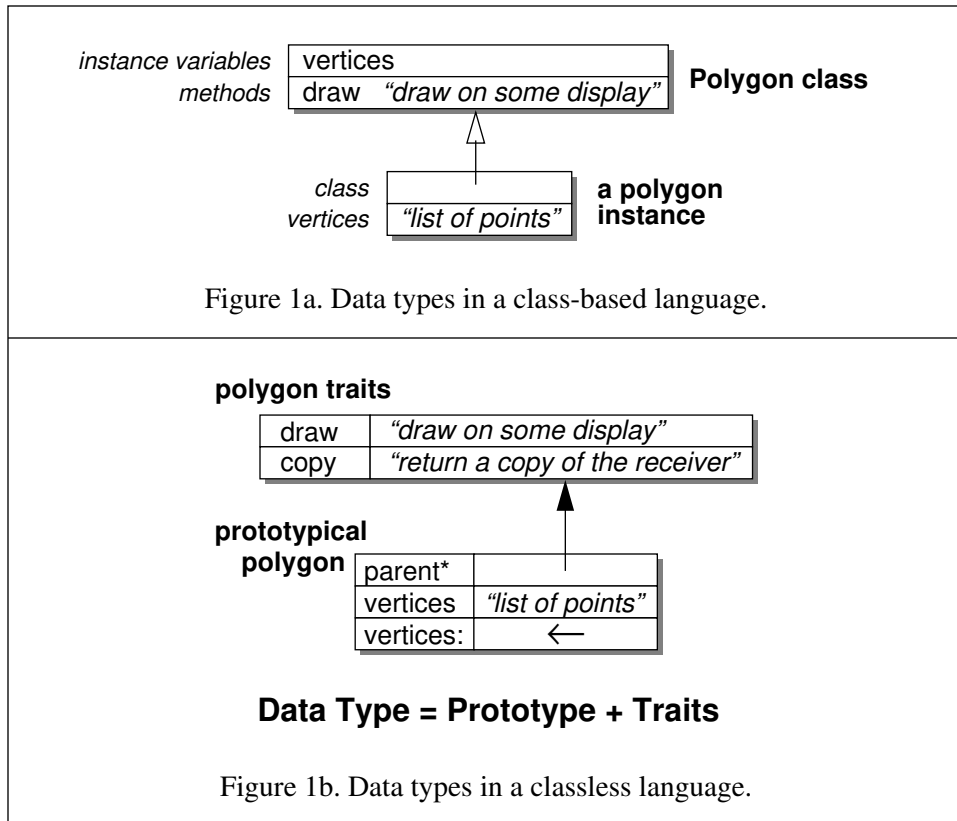 instance variables vertices
methods draw “draw on some display” Polygon class
class a polygon
vertices “list of points” instance
Figure 1a. Data types in a class-based language.
polygon traits
draw “draw on some display”
copy “return a copy of the receiver”
prototypical
polygon
parent*
vertices “list of points”
vertices: ←
Data Type = Prototype + Traits
Figure 1b. Data types in a classless language.